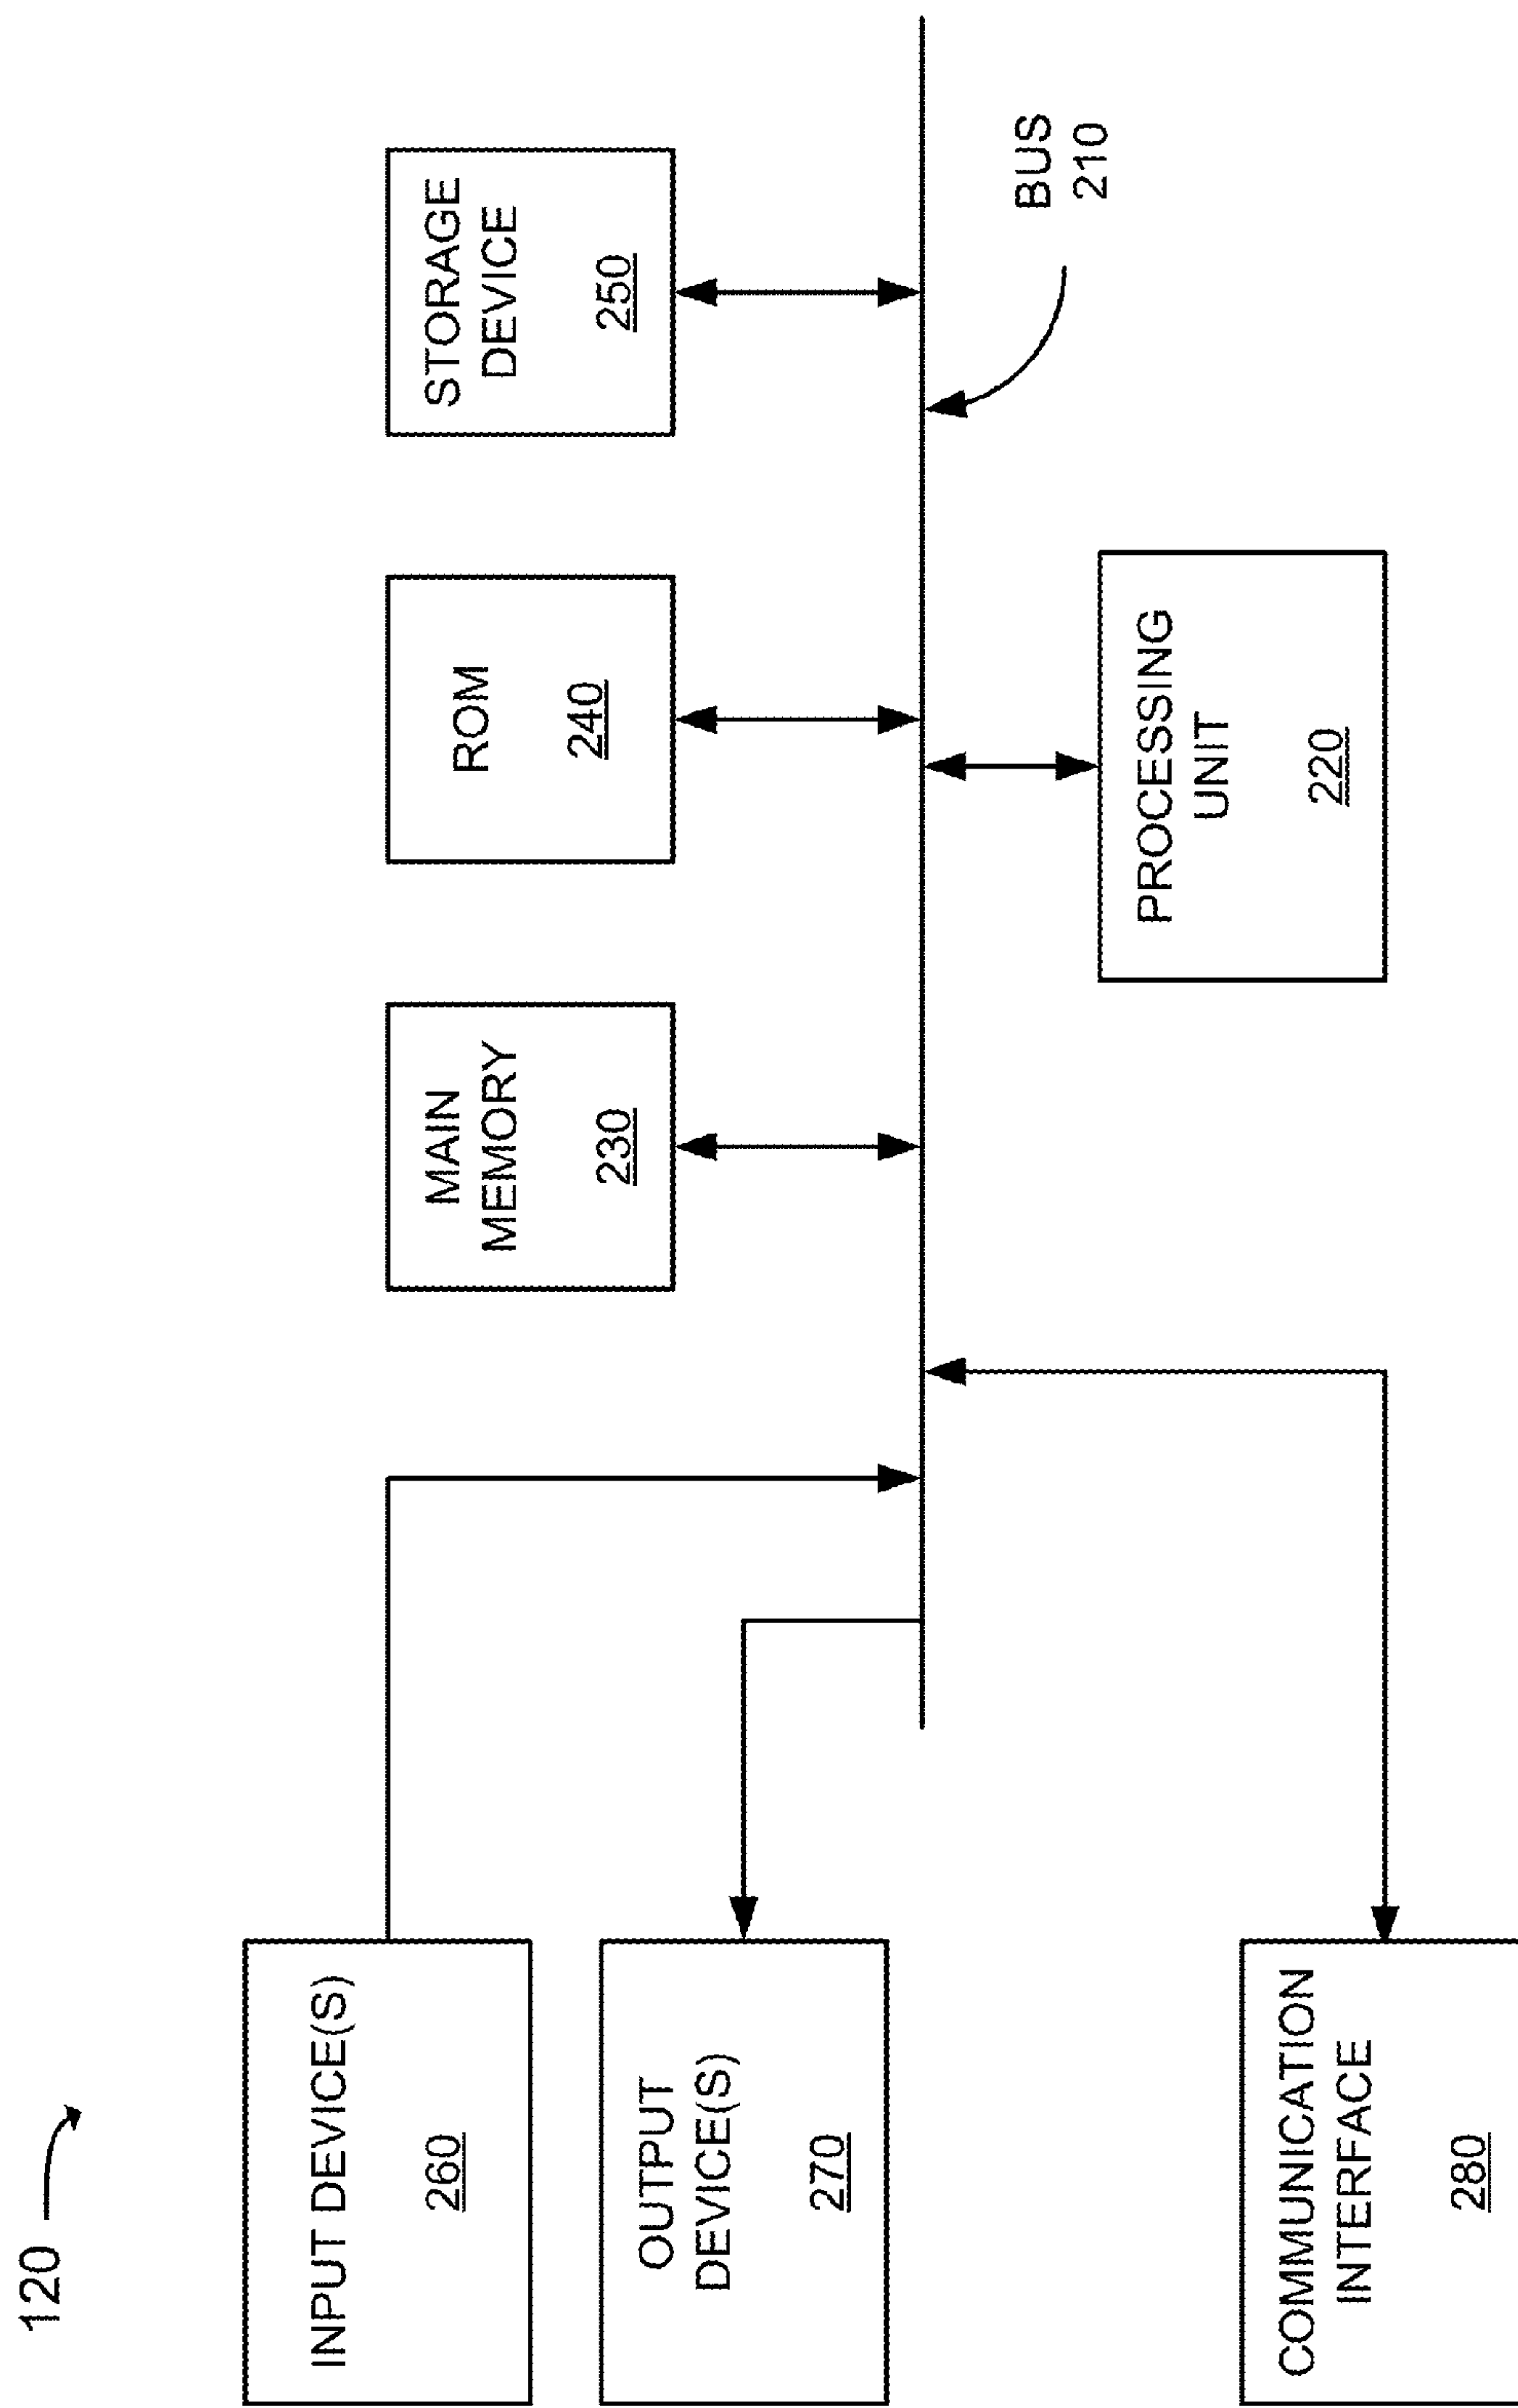 120
INPUT DEVICE(S)
260
OUTPUT
DEVICE(S)
270
COMMUNICATION
INTERFACE
280
MAIN
MEMORY
230
ROM
240
STORAGE
DEVICE
250
PROCESSING
UNIT
220
BUS
210